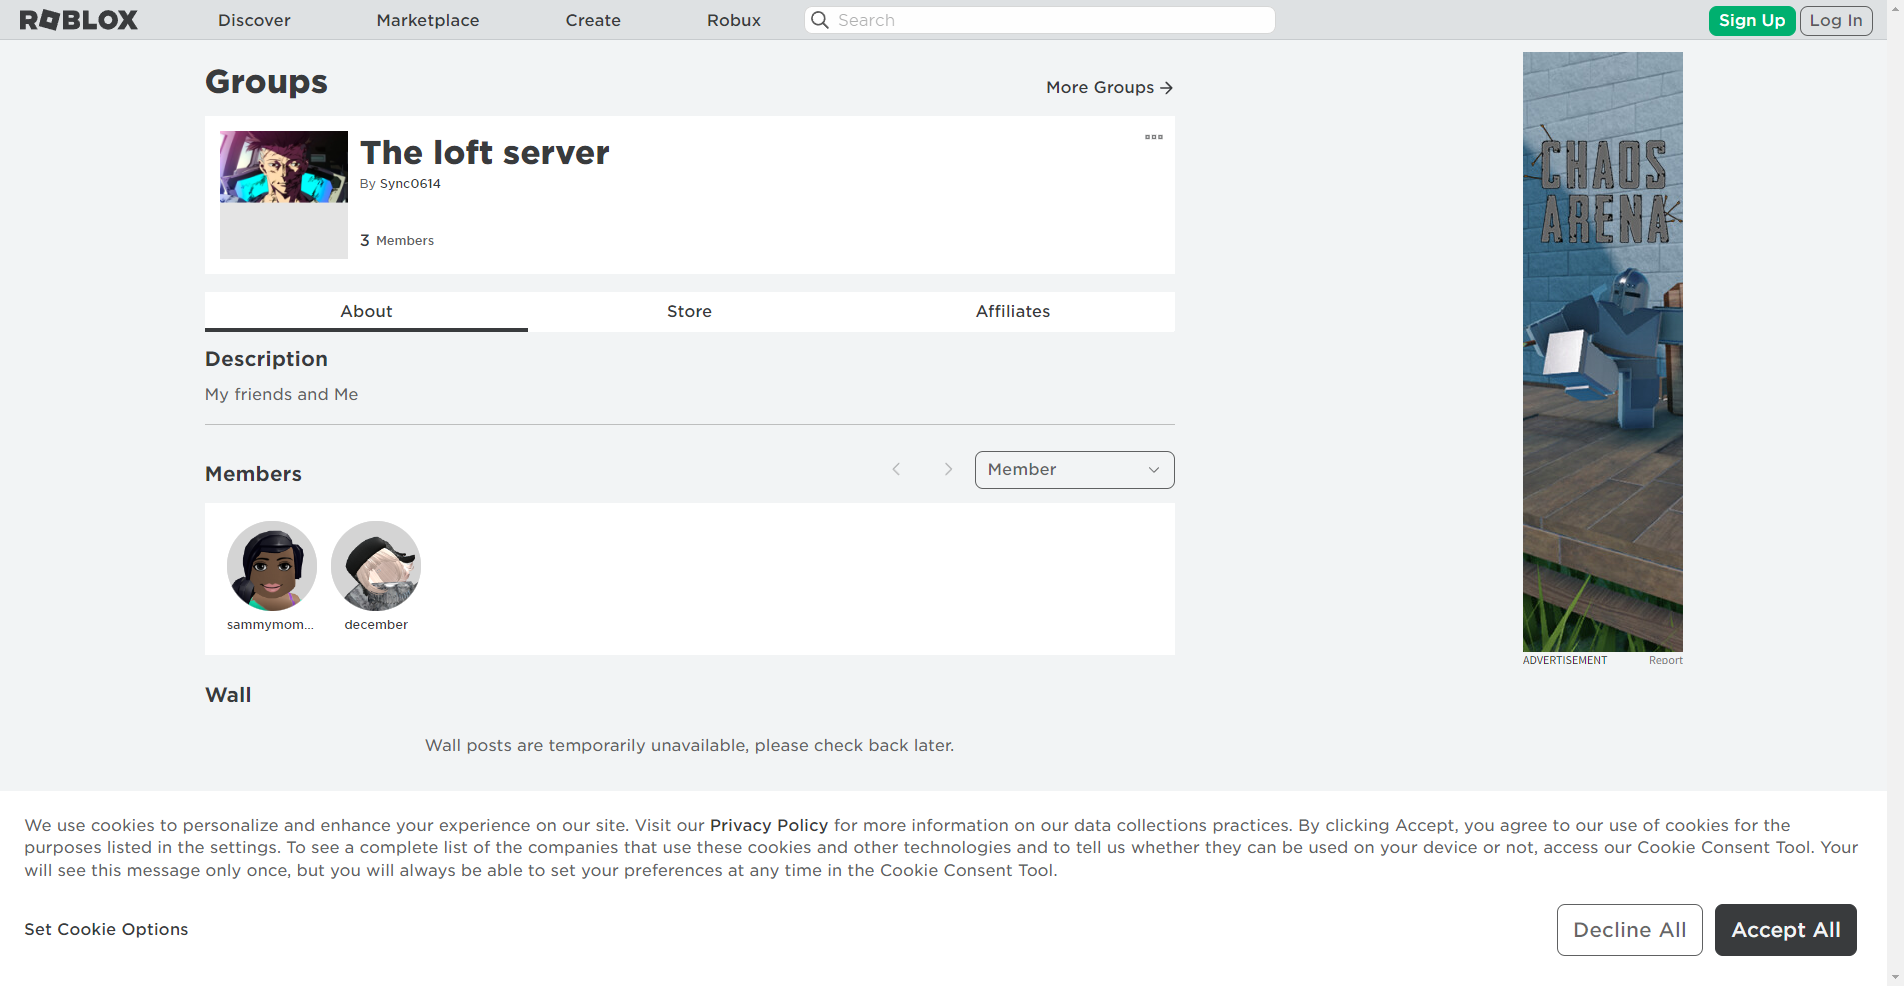 ROBLOX
Discover
Marketplace
Create
Robux
Search
Sign Up
Log In
Groups
More Groups
The loft server
By Sync0614
3 Members
About
Store
Affiliates
Description
My friends and Me
Members
Member
sammymom...
december
Wall
Wall posts are temporarily unavailable, please check back later.
CHAOS
ARENA
ADVERTISEMENT
Report
We use cookies to personalize and enhance your experience on our site. Visit our Privacy Policy for more information on our data collections practices. By clicking Accept, you agree to our use of cookies for the
purposes listed in the settings. To see a complete list of the companies that use these cookies and other technologies and to tell us whether they can be used on your device or not, access our Cookie Consent Tool. Your
will see this message only once, but you will always be able to set your preferences at any time in the Cookie Consent Tool.
Set Cookie Options
Decline All
Accept All